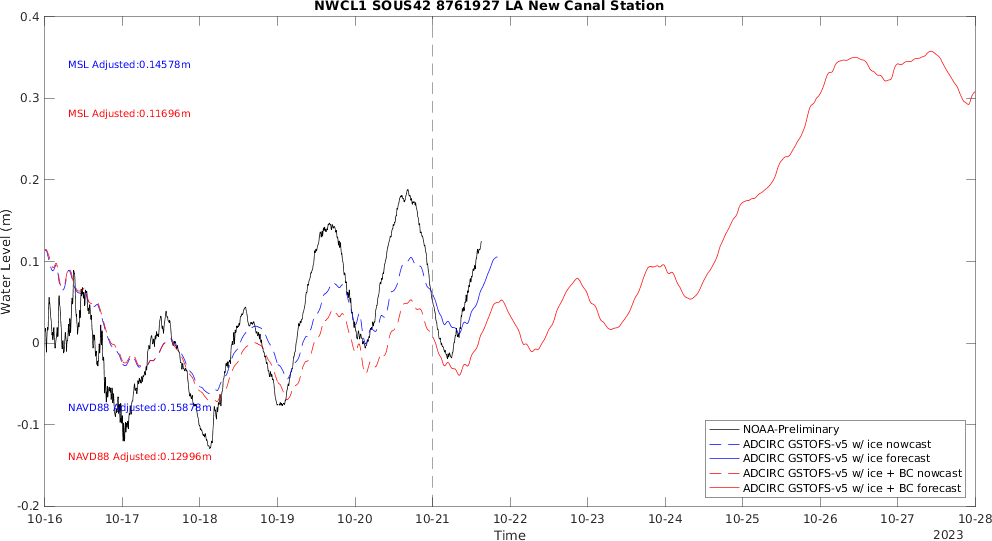 NWCL1 SOUS42 8761927 LA New Canal Station
0.4
0.3
0.2
0.1
0
-0.1
-0.2
Water Level (m)
MSL Adjusted:0.14578m
MSL Adjusted:0.11696m
NAVD88 Adjusted:0.15878m
NAVD88 Adjusted:0.12996m
NOAA-Preliminary
ADCIRC GSTOFS-v5 w/ ice nowcast
ADCIRC GSTOFS-v5 w/ ice forecast
ADCIRC GSTOFS-v5 w/ ice + BC nowcast
ADCIRC GSTOFS-v5 w/ ice + BC forecast
10-16 10-17 10-18 10-19 10-20 10-21 10-22 10-23 10-24 10-25 10-26 10-27 10-28
Time
2023